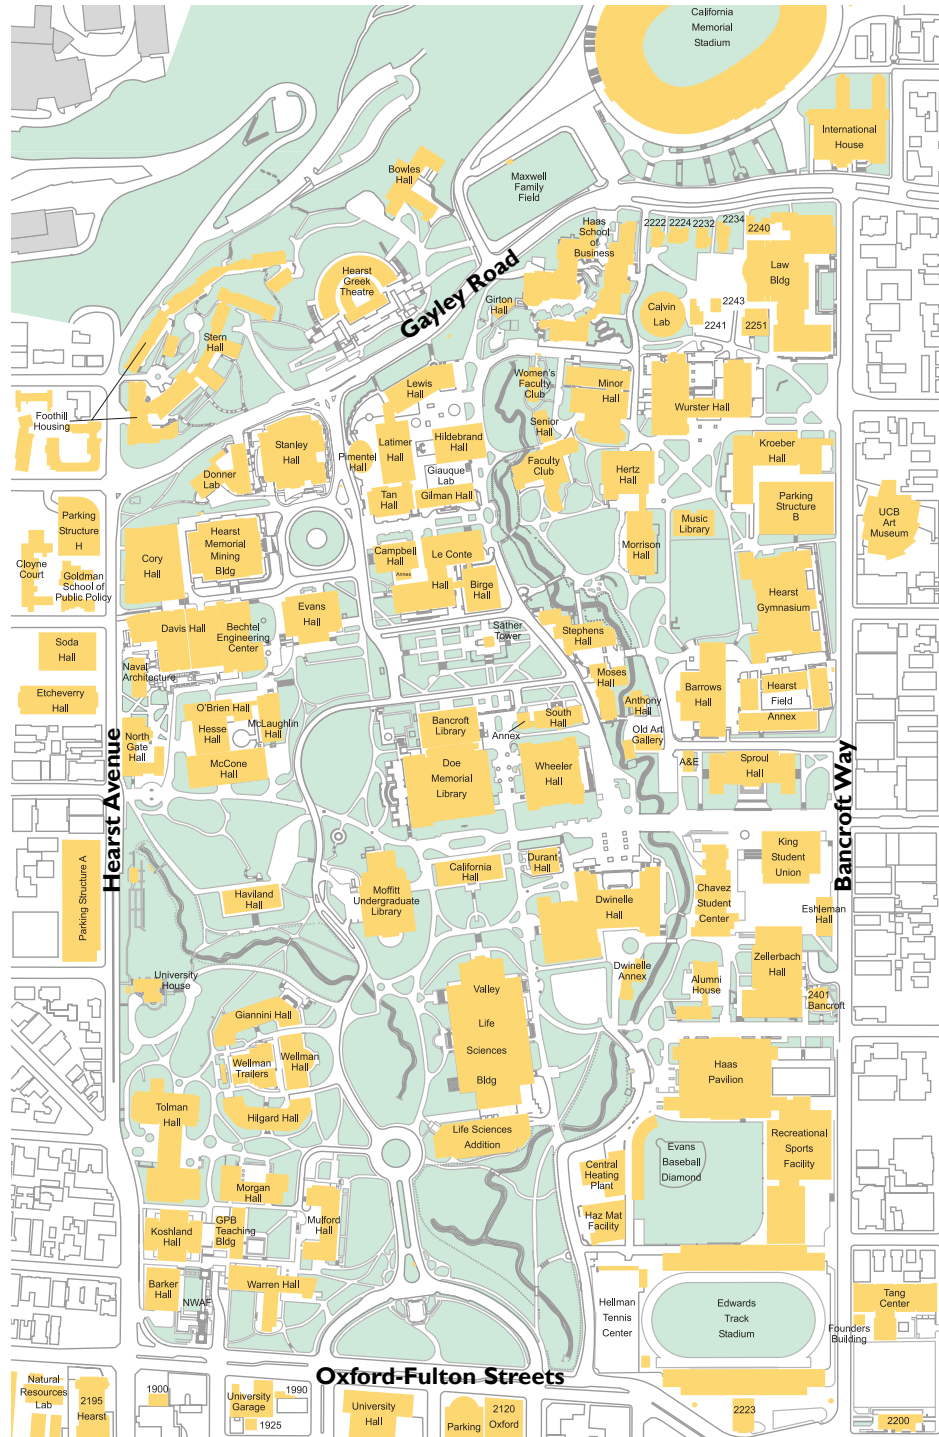 California
Memorial
Stadium
International
House
Bowles
Hall
Maxwell
Family
Field
Haas
School
of
Business
2222
2224
2232
2234
2240
Law
Bldg
Hearst
Greek
Theatre
Gayley Road
Girton
Hall
Calvin
Lab
2243
2241
2251
Stern
Hall
Foothill
Housing
Lewis
Hall
Women's
Faculty
Club
Minor
Hall
Wurster Hall
Senior
Hall
Stanley
Hall
Pimentel
Hall
Latimer
Hall
Hildebrand
Hall
Giauque
Lab
Faculty
Club
Hertz
Hall
Kroeber
Hall
Donner
Lab
Tan
Hall
Gilman Hall
Parking
Structure
B
UCB
Art
Museum
Parking
Structure
H
Cloyne
Court
Goldman
School of
Public Policy
Cory
Hall
Hearst
Memorial
Mining
Bldg
Campbell
Hall
Annex
Le Conte
Hall
Birge
Hall
Morrison
Hall
Music
Library
Hearst
Gymnasium
Evans
Hall
Davis Hall
Bechtel
Engineering
Center
Sather
Tower
Stephens
Hall
Soda
Hall
Naval
Architecture
Etcheverry
Hall
Moses
Hall
Anthony
Hall
Barrows
Hall
Hearst
Field
Annex
O'Brien Hall
Hesse
Hall
McLaughlin
Hall
McCone
Hall
North
Gate
Hall
Bancroft
Library
South
Hall
Annex
Old Art
Gallery
Doe
Memorial
Library
Wheeler
Hall
A&E
Sproul
Hall
Hearst Avenue
Bancroft Way
Parking Structure A
Haviland
Hall
Moffitt
Undergraduate
Library
California
Hall
Durant
Hall
Dwinelle
Hall
Chavez
Student
Center
King
Student
Union
Eshleman
Hall
Zellerbach
Hall
Dwinelle
Annex
Alumni
House
2401
Bancroft
University
House
Giannini Hall
Wellman
Trailers
Wellman
Hall
Valley
Life
Sciences
Bldg
Haas
Pavilion
Tolman
Hall
Hilgard Hall
Life Sciences
Addition
Evans
Baseball
Diamond
Recreational
Sports
Facility
Central
Heating
Plant
Morgan
Hall
Haz Mat
Facility
Koshland
Hall
GPB
Teaching
Bldg
Mulford
Hall
Barker
Hall
NWAF
Warren Hall
Hellman
Tennis
Center
Edwards
Track
Stadium
Tang
Center
Founders
Building
Oxford-Fulton Streets
Natural
Resources
Lab
2195
Hearst
1900
University
Garage
1990
1925
University
Hall
Parking
2120
Oxford
2223
2200